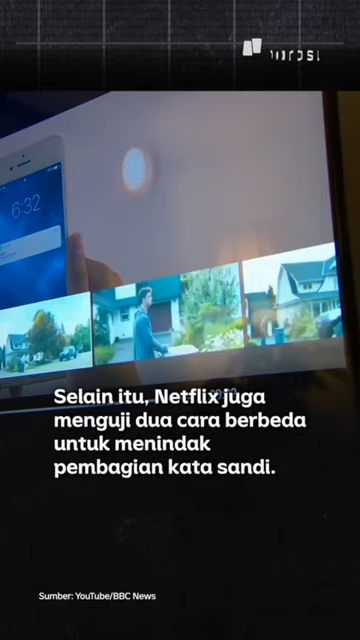 6:32
Selain itu, Netflix juga
menguji dua cara berbeda
untuk menindak
pembagian kata sandi.
Sumber: YouTube/BBC News